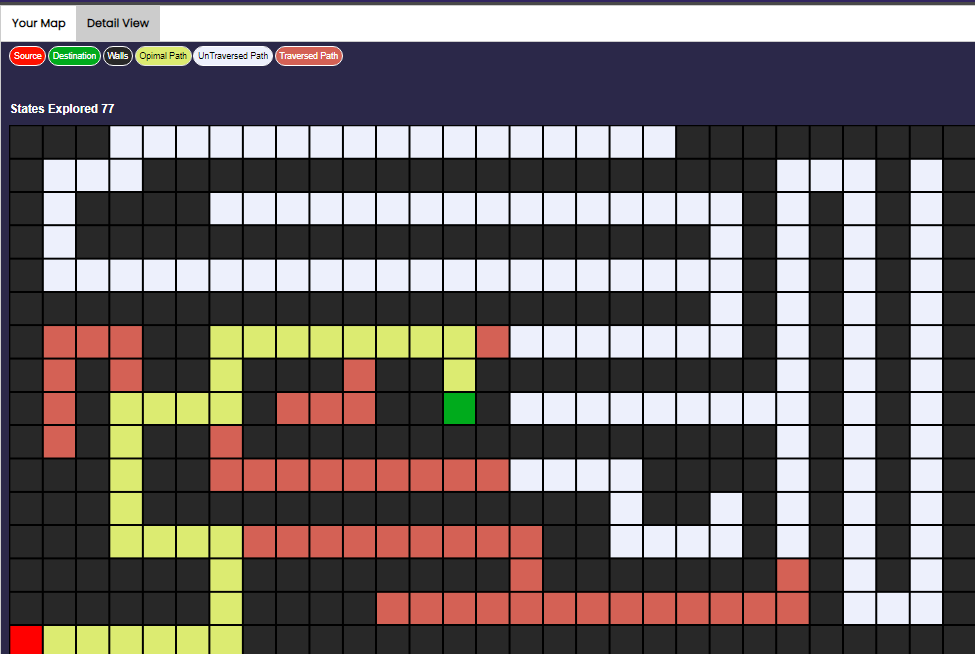 Your Map Detail View
Source Destination Walls Opimal Path UnTraversed Path Traversed Path
States Explored 77